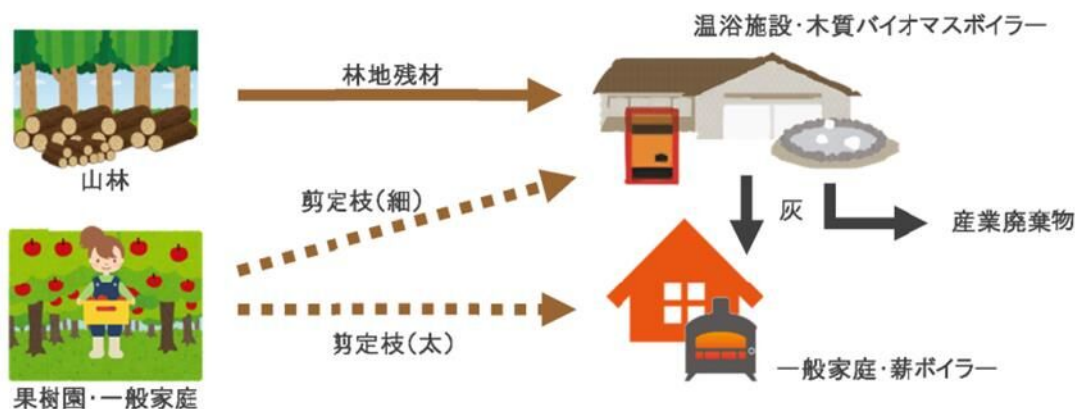 温浴施設・木質バイオマスボイラー
林地残材
山林
剪定枝(細)
灰
産業廃棄物
剪定枝(太)
一般家庭・薪ボイラー
果樹園・一般家庭